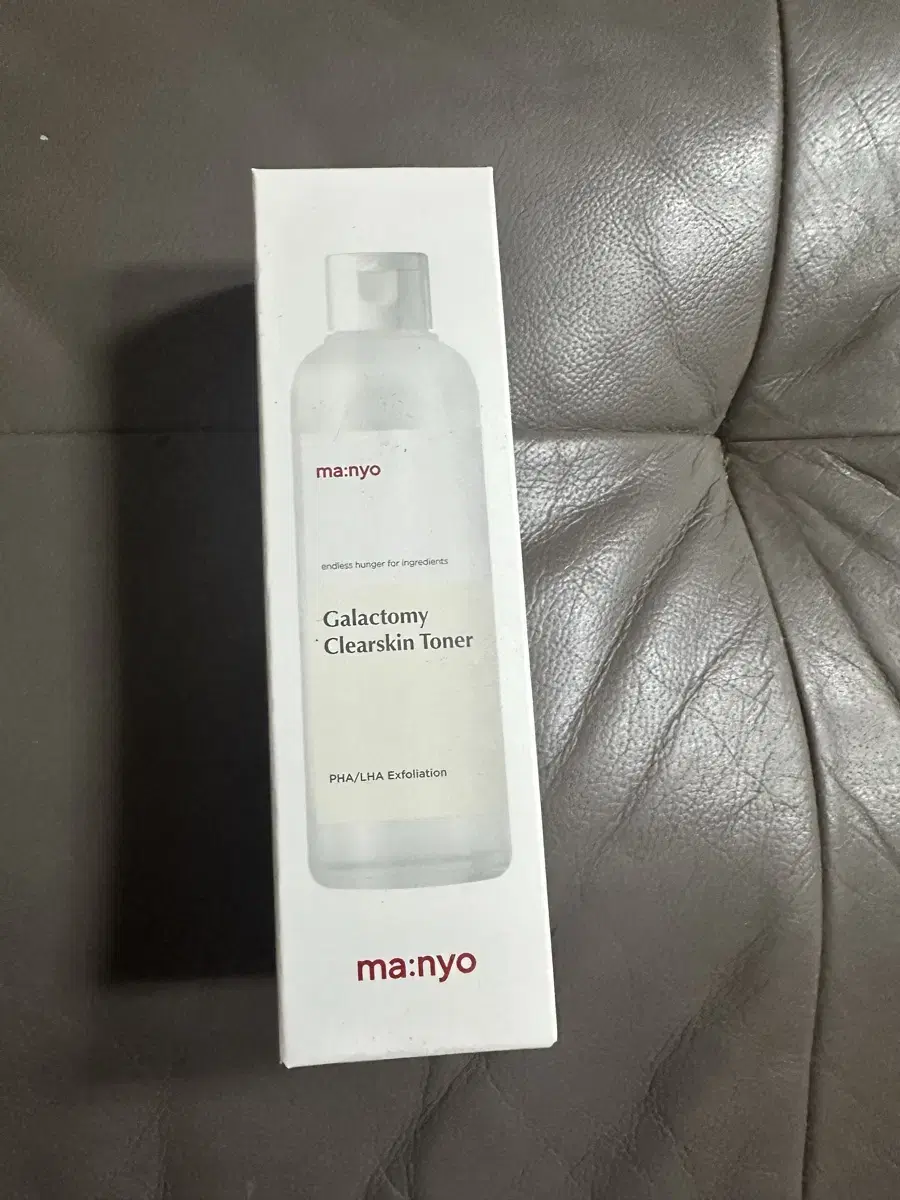 ma:nyo
endless hunger for ingredients
Galactomy
Clearskin Toner
PHA/LHA Exfoliation
ma:nyo